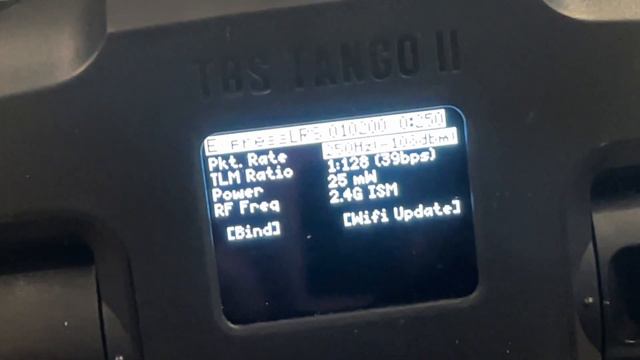 TBS TANGO II
ExpressLRS 010200 0:250
Pkt. Rate 250Hz(-106dbm)
TLM Ratio 1:128 (39bps)
Power 25 mW
RF Freq 2.4G ISM
[Bind] [Wifi Update]